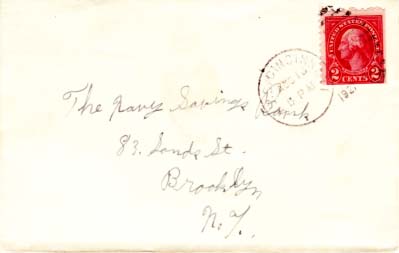 UNITED STATES POSTAGE
2 CENTS 2
The Navy Savings Bank
83. Sands St.
Brooklyn
N.Y.